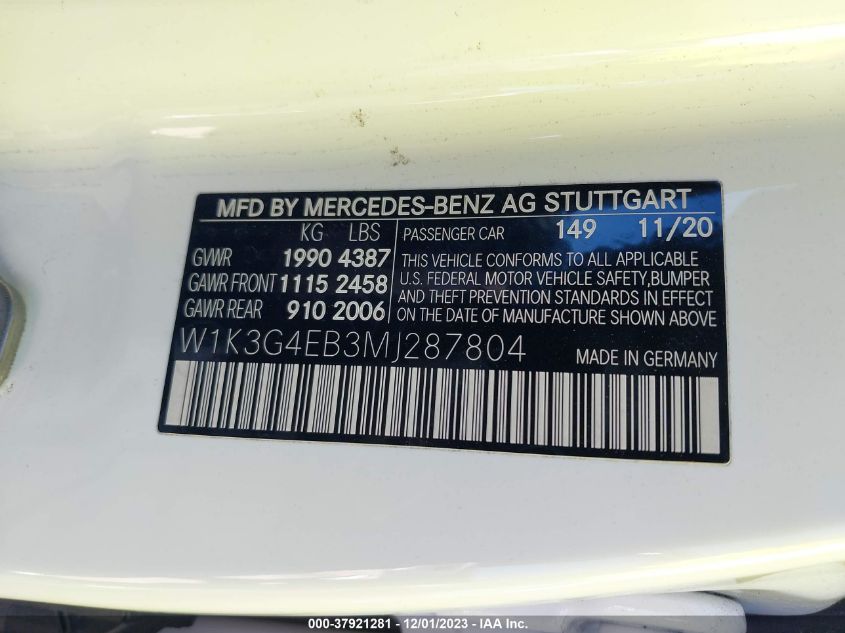 MFD BY MERCEDES-BENZ AG STUTTGART
KG LBS
GVWR 1990 4387
GAWR FRONT 1115 2458
GAWR REAR 910 2006
PASSENGER CAR 149 11/20
THIS VEHICLE CONFORMS TO ALL APPLICABLE
U.S. FEDERAL MOTOR VEHICLE SAFETY,BUMPER
AND THEFT PREVENTION STANDARDS IN EFFECT
ON THE DATE OF MANUFACTURE SHOWN ABOVE
W1K3G4EB3MJ287804 MADE IN GERMANY
000-37921281 - 12/01/2023 - IAA Inc.